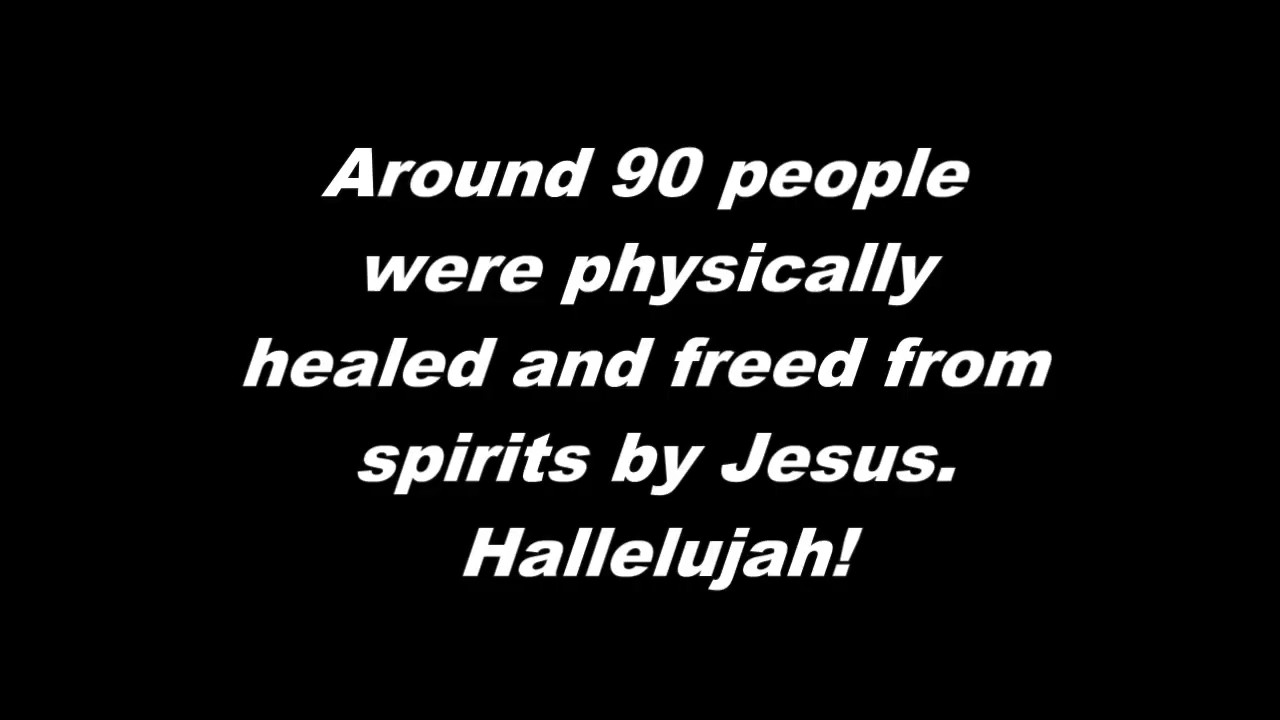 Around 90 people
were physically
healed and freed from
spirits by Jesus.
Hallelujah!